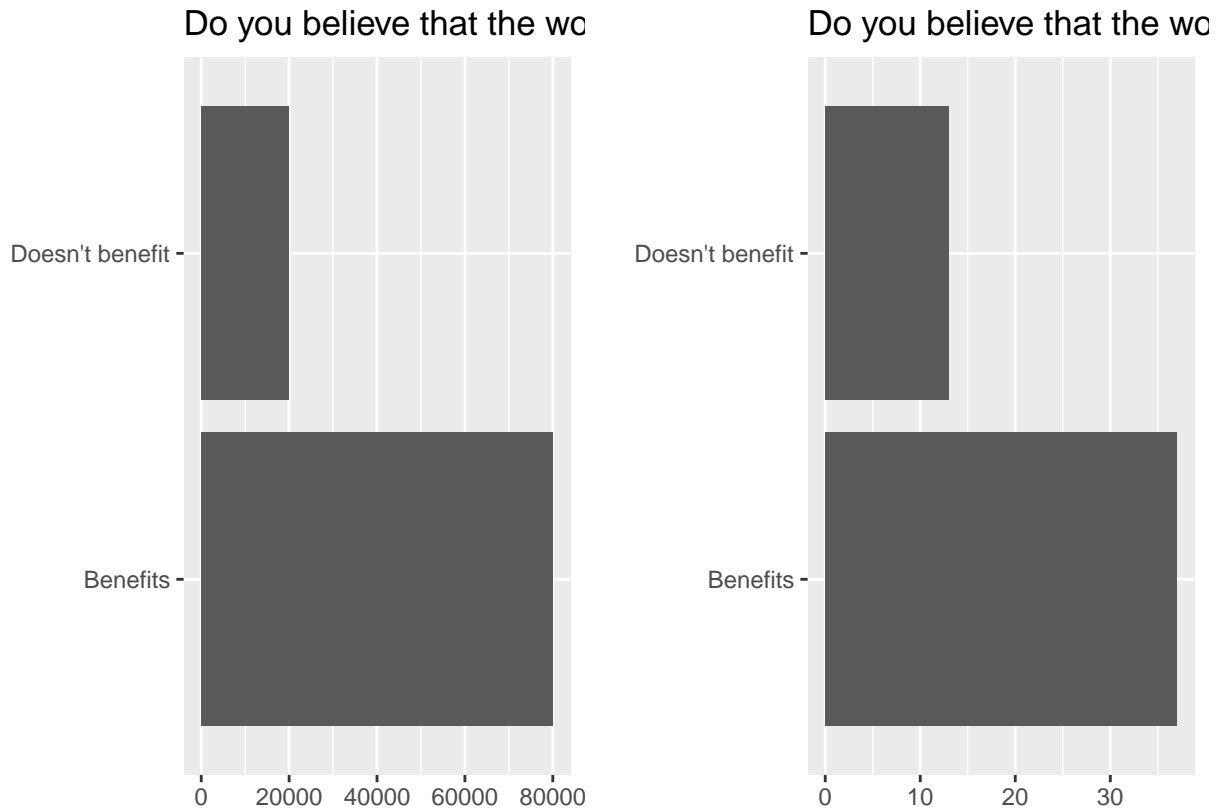 Do you believe that the wo
Doesn't benefit
Benefits
0 20000 40000 60000 80000
Do you believe that the wo
Doesn't benefit
Benefits
0 10 20 30